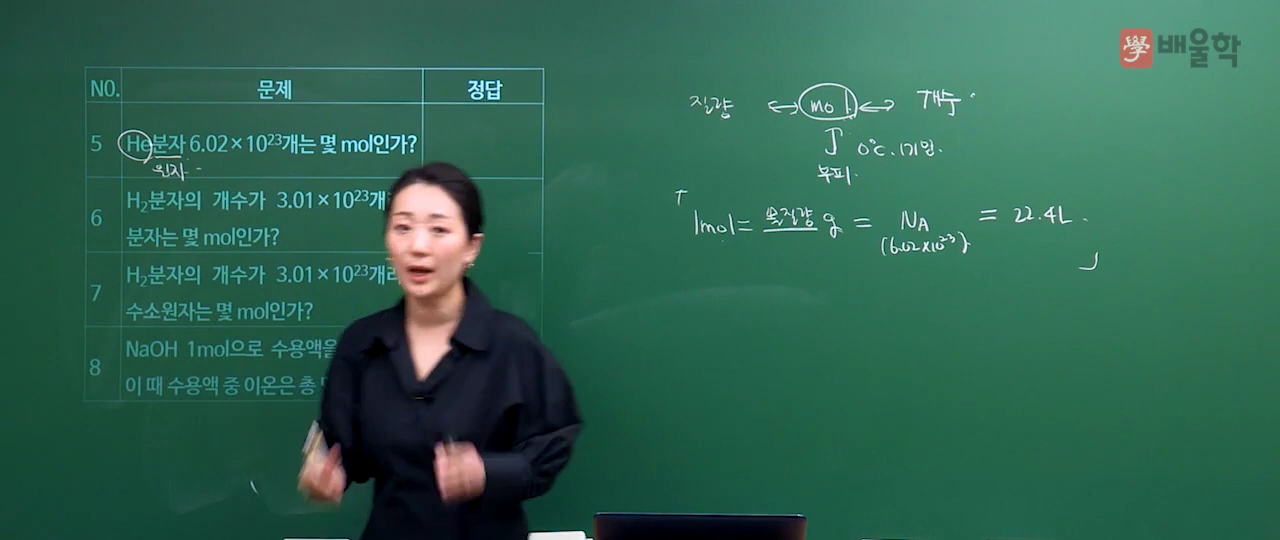 學 배울학
NO. 문제 정답
5 He분자 6.02×10²³개는 몇 mol인가?
원자
6 H₂분자의 개수가 3.01×10²³개
분자는 몇 mol인가?
7 H₂분자의 개수가 3.01×10²³개라
수소원자는 몇 mol인가?
8 NaOH 1mol으로 수용액을
이 때 수용액 중 이온은 총
질량 ↔ mol ↔ 개수
0℃, 1기압
부피
「 1mol = 몰질량 g = NA = 22.4L 」
(6.02×10²³)